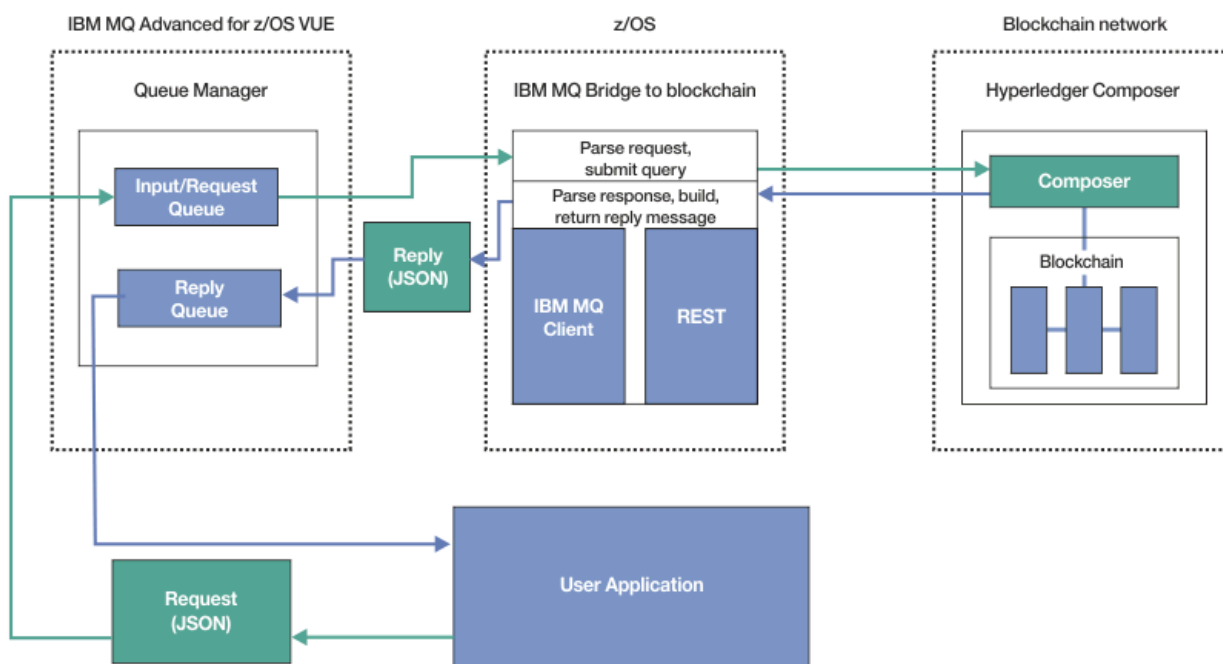 IBM MQ Advanced for z/OS VUE
z/OS
Blockchain network
Queue Manager
IBM MQ Bridge to blockchain
Hyperledger Composer
Input/Request
Queue
Parse request,
submit query
Composer
Parse response, build,
return reply message
Reply
(JSON)
Reply
Queue
IBM MQ
Client
REST
Blockchain
User Application
Request
(JSON)